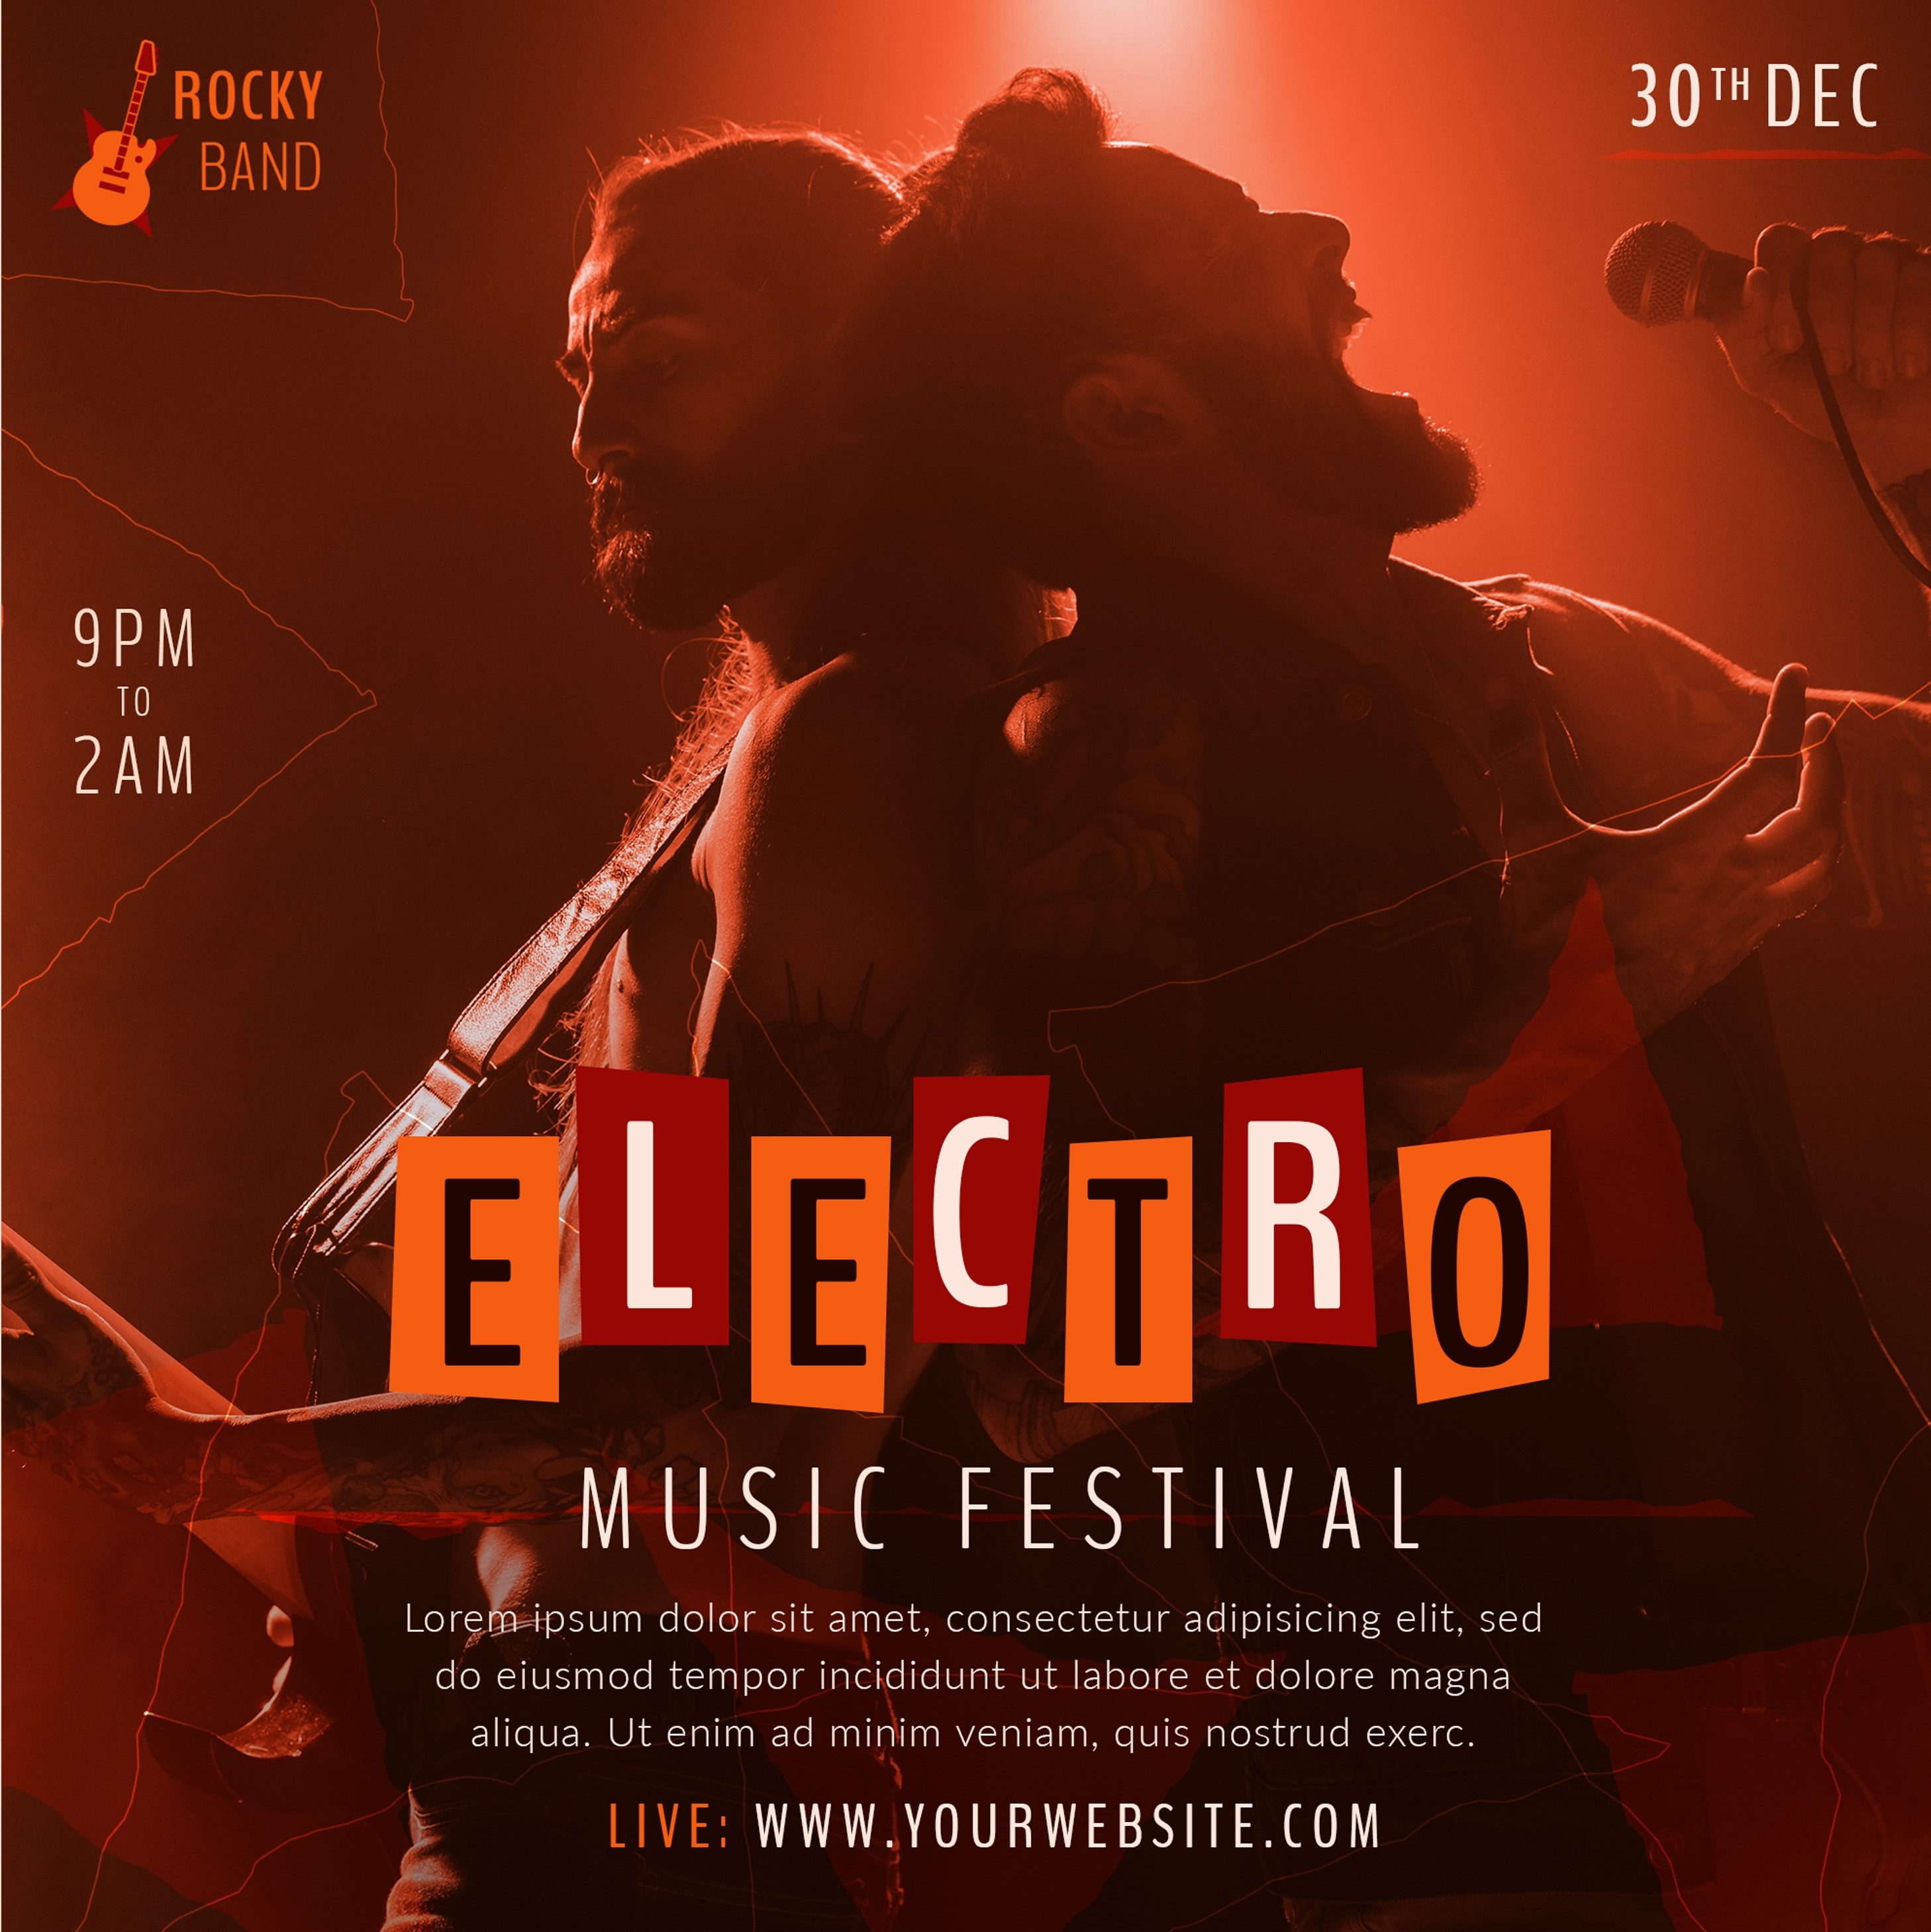 ROCKY
BAND
30TH DEC
9PM
TO
2AM
ELECTRO
MUSIC FESTIVAL
Lorem ipsum dolor sit amet, consectetur adipisicing elit, sed
do eiusmod tempor incididunt ut labore et dolore magna
aliqua. Ut enim ad minim veniam, quis nostrud exerc.
LIVE: WWW.YOURWEBSITE.COM